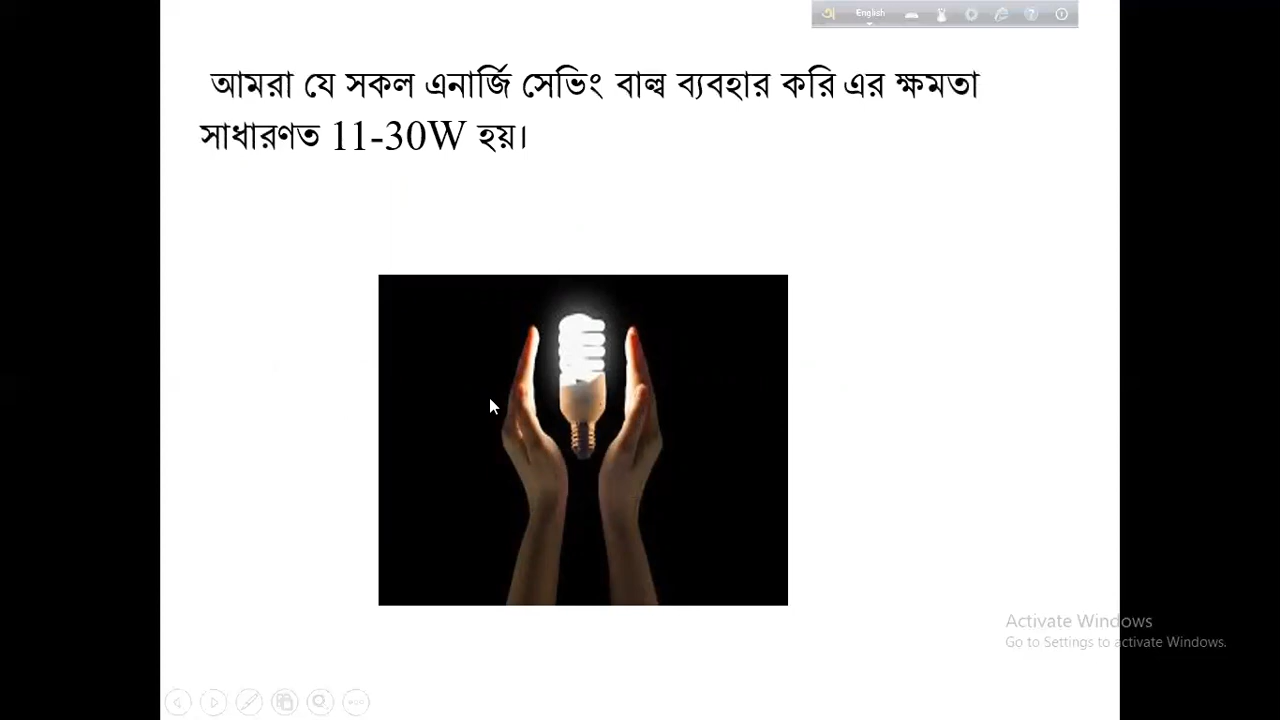 অ English
আমরা যে সকল এনার্জি সেভিং বাল্ব ব্যবহার করি এর ক্ষমতা
সাধারণত 11-30W হয়।
Activate Windows
Go to Settings to activate Windows.